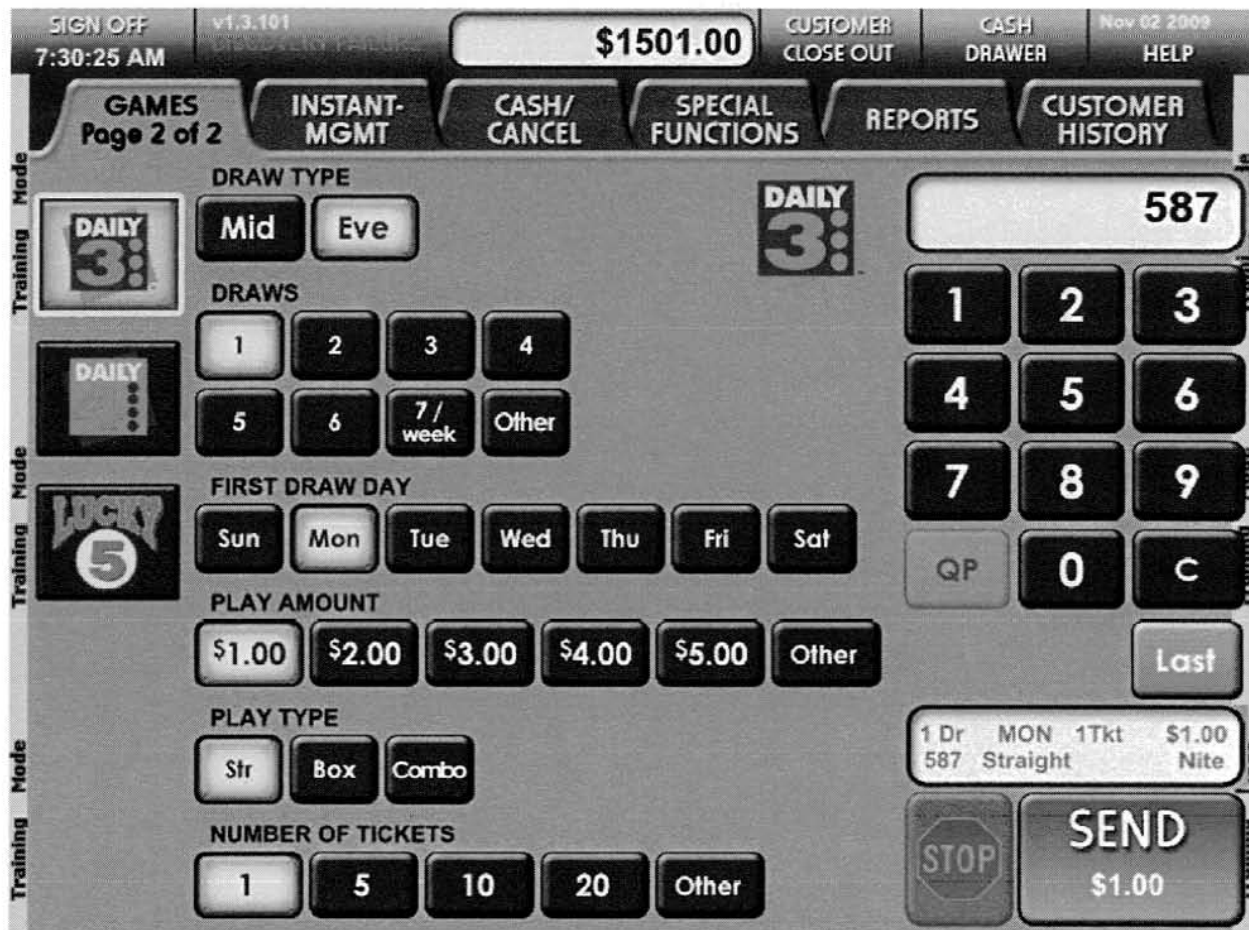 SIGN OFF
7:30:25 AM
v1.3.101
DISCOVERY FAILURE
$1501.00
CUSTOMER
CLOSE OUT
CASH
DRAWER
Nov 02 2009
HELP
GAMES
Page 2 of 2
INSTANT-
MGMT
CASH/
CANCEL
SPECIAL
FUNCTIONS
REPORTS
CUSTOMER
HISTORY
Training Mode
Training Mode
Training Mode
DAILY
3
DAILY
LUCKY
5
DRAW TYPE
Mid Eve
DAILY
3
DRAWS
1 2 3 4
5 6 7 / week Other
FIRST DRAW DAY
Sun Mon Tue Wed Thu Fri Sat
PLAY AMOUNT
$1.00 $2.00 $3.00 $4.00 $5.00 Other
PLAY TYPE
Str Box Combo
NUMBER OF TICKETS
1 5 10 20 Other
587
1 2 3
4 5 6
7 8 9
QP 0 C
Last
1 Dr MON 1Tkt $1.00
587 Straight Nite
STOP
SEND
$1.00